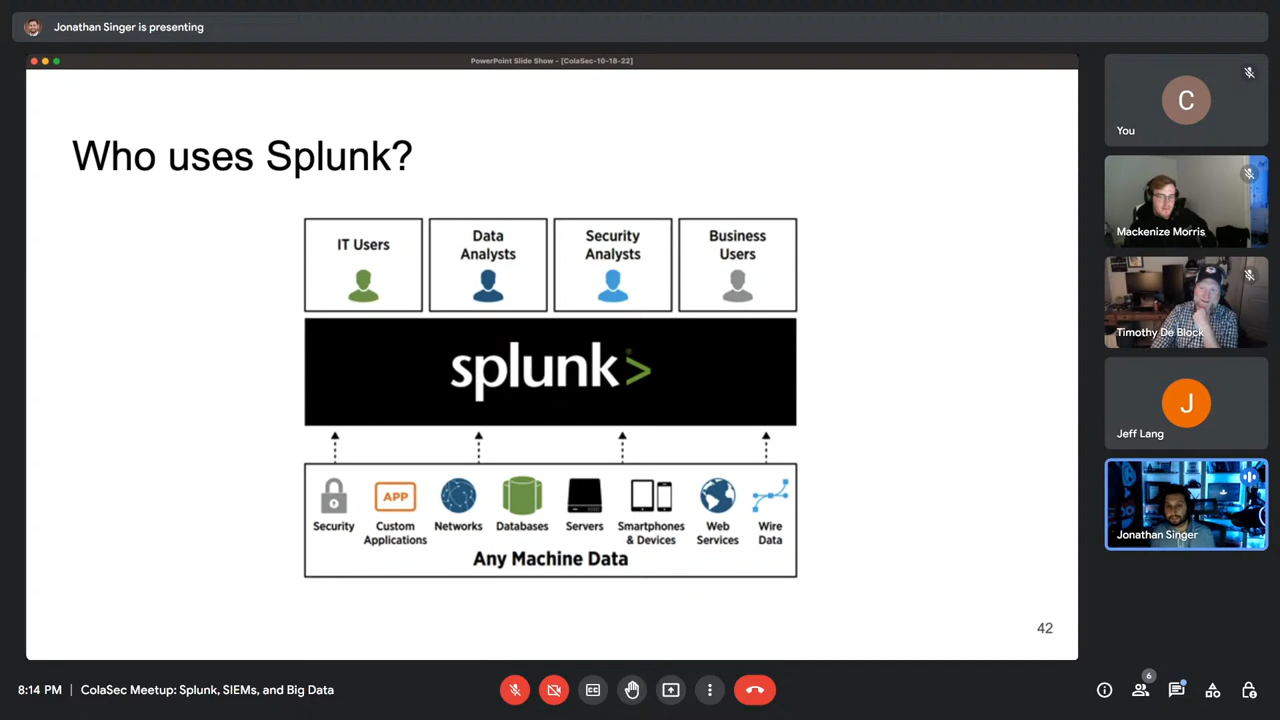 Jonathan Singer is presenting
PowerPoint Slide Show - [ColaSec-10-18-22]
Who uses Splunk?
IT Users
Data
Analysts
Security
Analysts
Business
Users
splunk>
Security
Custom
Applications
Networks
Databases
Servers
Smartphones
& Devices
Web
Services
Wire
Data
APP
Any Machine Data
42
C
You
Mackenize Morris
Timothy De Block
J
Jeff Lang
Jonathan Singer
8:14 PM | ColaSec Meetup: Splunk, SIEMs, and Big Data
CC
6